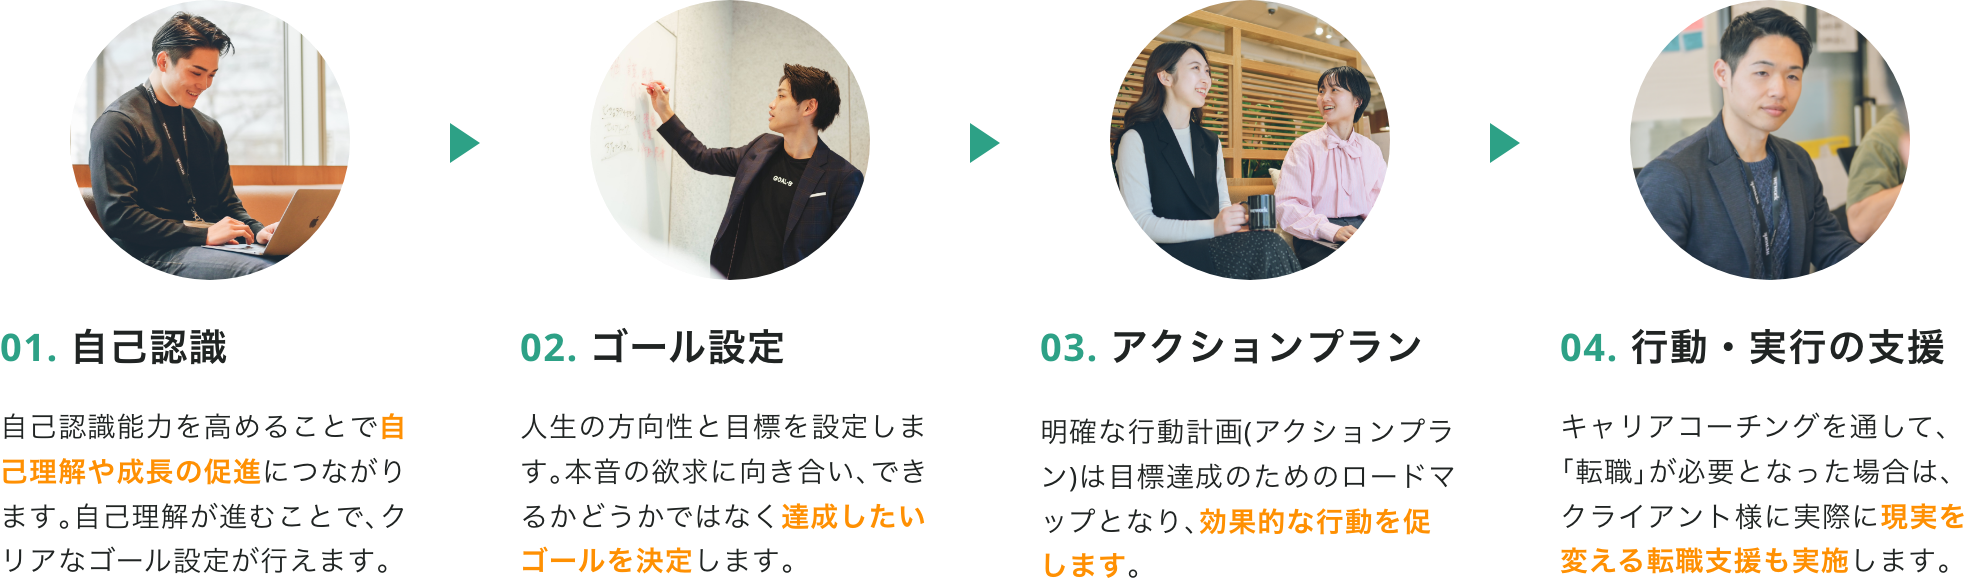 01. 自己認識
自己認識能力を高めることで自
己理解や成長の促進につながり
ます。自己理解が進むことで、ク
リアなゴール設定が行えます。
02. ゴール設定
人生の方向性と目標を設定しま
す。本音の欲求に向き合い、でき
るかどうかではなく達成したい
ゴールを決定します。
03. アクションプラン
明確な行動計画(アクションプラ
ン)は目標達成のためのロードマ
ップとなり、効果的な行動を促
します。
04. 行動・実行の支援
キャリアコーチングを通して、
「転職」が必要となった場合は、
クライアント様に実際に現実を
変える転職支援も実施します。